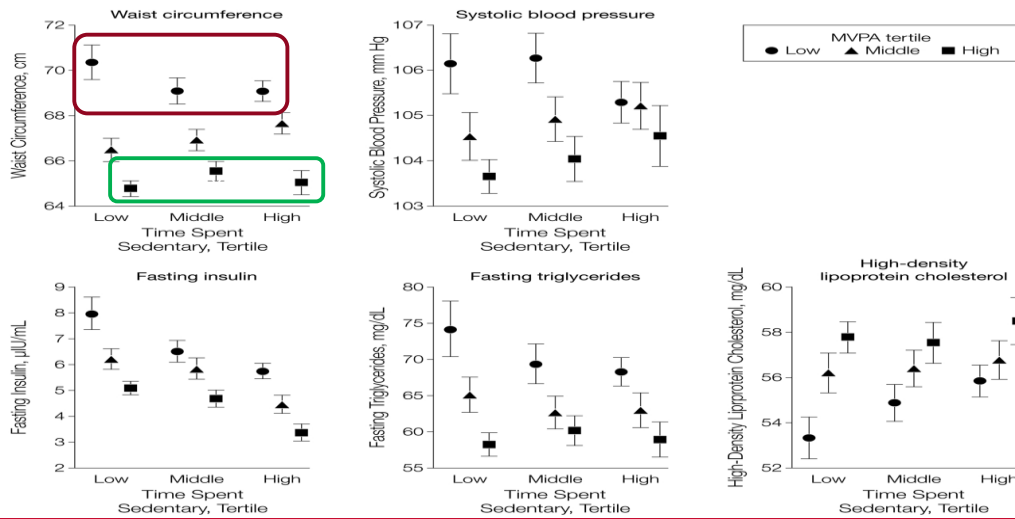 Waist circumference
72
70
68
66
64
Waist Circumference, cm
Low Middle High
Time Spent
Sedentary, Tertile
Systolic blood pressure
107
106
105
104
103
Systolic Blood Pressure, mm Hg
Low Middle High
Time Spent
Sedentary, Tertile
MVPA tertile
Low Middle High
Fasting insulin
9
8
7
6
5
4
3
2
Fasting Insulin, µIU/mL
Low Middle High
Time Spent
Sedentary, Tertile
Fasting triglycerides
80
75
70
65
60
55
Fasting Triglycerides, mg/dL
Low Middle High
Time Spent
Sedentary, Tertile
High-density
lipoprotein cholesterol
60
58
56
54
52
High-Density Liprprotein Cholesterol, mg/dL
Low Middle High
Time Spent
Sedentary, Tertile